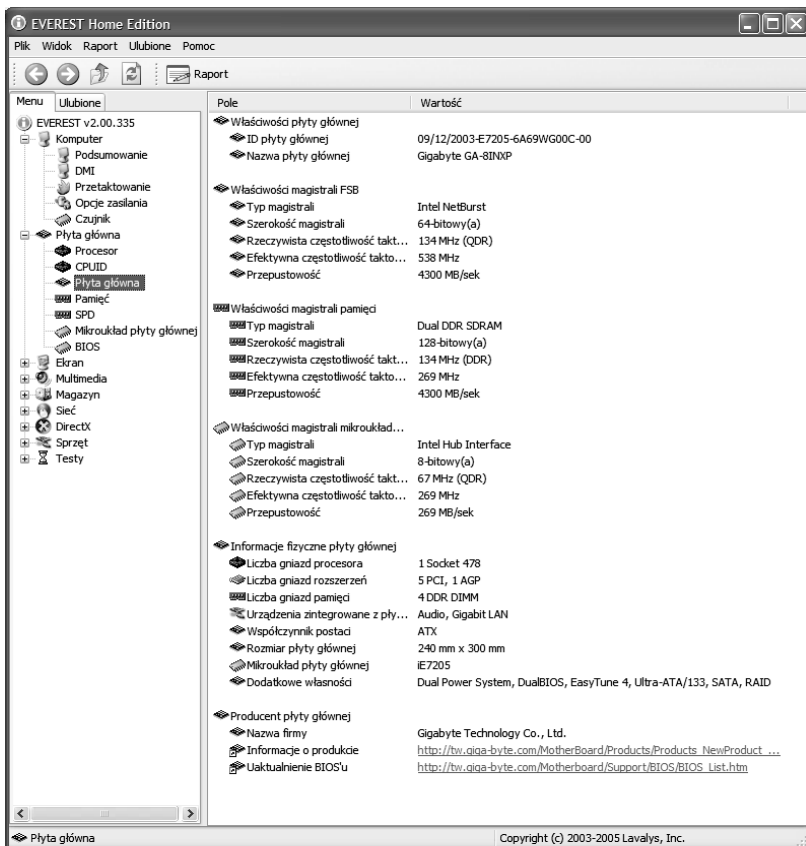 EVEREST Home Edition
Plik Widok Raport Ulubione Pomoc
Raport
Menu Ulubione
EVEREST v2.00.335
Komputer
Podsumowanie
DMI
Przetaktowanie
Opcje zasilania
Czujnik
Płyta główna
Procesor
CPUID
Płyta główna
Pamięć
SPD
Mikroukład płyty głównej
BIOS
Ekran
Multimedia
Magazyn
Sieć
DirectX
Sprzęt
Testy
Pole Wartość
Właściwości płyty głównej
ID płyty głównej 09/12/2003-E7205-6A69WG00C-00
Nazwa płyty głównej Gigabyte GA-8INXP
Właściwości magistrali FSB
Typ magistrali Intel NetBurst
Szerokość magistrali 64-bitowy(a)
Rzeczywista częstotliwość takt... 134 MHz (QDR)
Efektywna częstotliwość takto... 538 MHz
Przepustowość 4300 MB/sek
Właściwości magistrali pamięci
Typ magistrali Dual DDR SDRAM
Szerokość magistrali 128-bitowy(a)
Rzeczywista częstotliwość takt... 134 MHz (DDR)
Efektywna częstotliwość takto... 269 MHz
Przepustowość 4300 MB/sek
Właściwości magistrali mikroukład...
Typ magistrali Intel Hub Interface
Szerokość magistrali 8-bitowy(a)
Rzeczywista częstotliwość takt... 67 MHz (QDR)
Efektywna częstotliwość takto... 269 MHz
Przepustowość 269 MB/sek
Informacje fizyczne płyty głównej
Liczba gniazd procesora 1 Socket 478
Liczba gniazd rozszerzeń 5 PCI, 1 AGP
Liczba gniazd pamięci 4 DDR DIMM
Urządzenia zintegrowane z pły... Audio, Gigabit LAN
Współczynnik postaci ATX
Rozmiar płyty głównej 240 mm x 300 mm
Mikroukład płyty głównej iE7205
Dodatkowe własności Dual Power System, DualBIOS, EasyTune 4, Ultra-ATA/133, SATA, RAID
Producent płyty głównej
Nazwa firmy Gigabyte Technology Co., Ltd.
Informacje o produkcie http://tw.giga-byte.com/MotherBoard/Products/Products_NewProduct_...
Uaktualnienie BIOS'u http://tw.giga-byte.com/Motherboard/Support/BIOS/BIOS_List.htm
Płyta główna Copyright (c) 2003-2005 Lavalys, Inc.